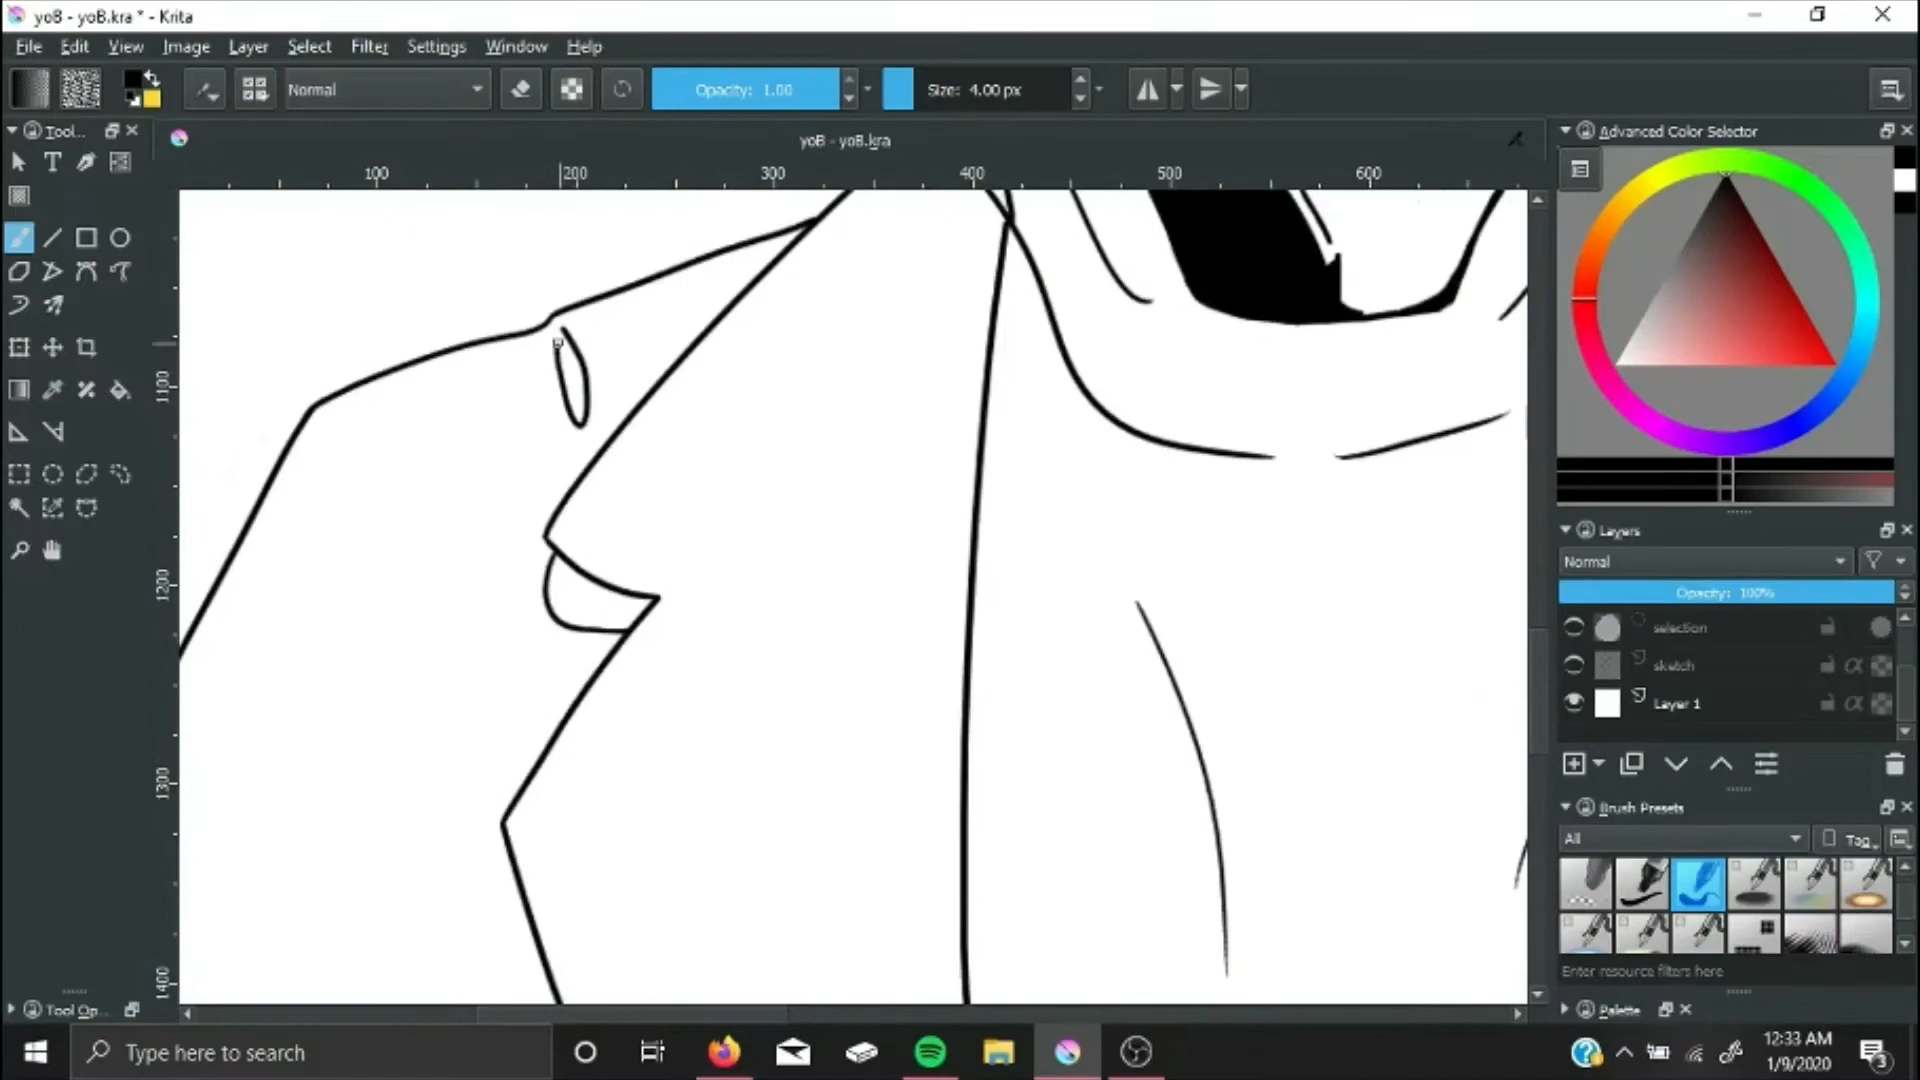 yoB - yoB.kra * - Krita
File Edit View Image Layer Select Filter Settings Window Help
Normal
Opacity: 1.00
Size: 4.00 px
Tool...
yoB - yoB.kra
Advanced Color Selector
100 200 300 400 500 600
1100
1200
1300
1400
Layers
Normal
Opacity: 100%
selection
sketch
Layer 1
Brush Presets
All
Tag
Enter resource filters here
Tool Op...
Palette
Type here to search
12:33 AM
1/9/2020
3